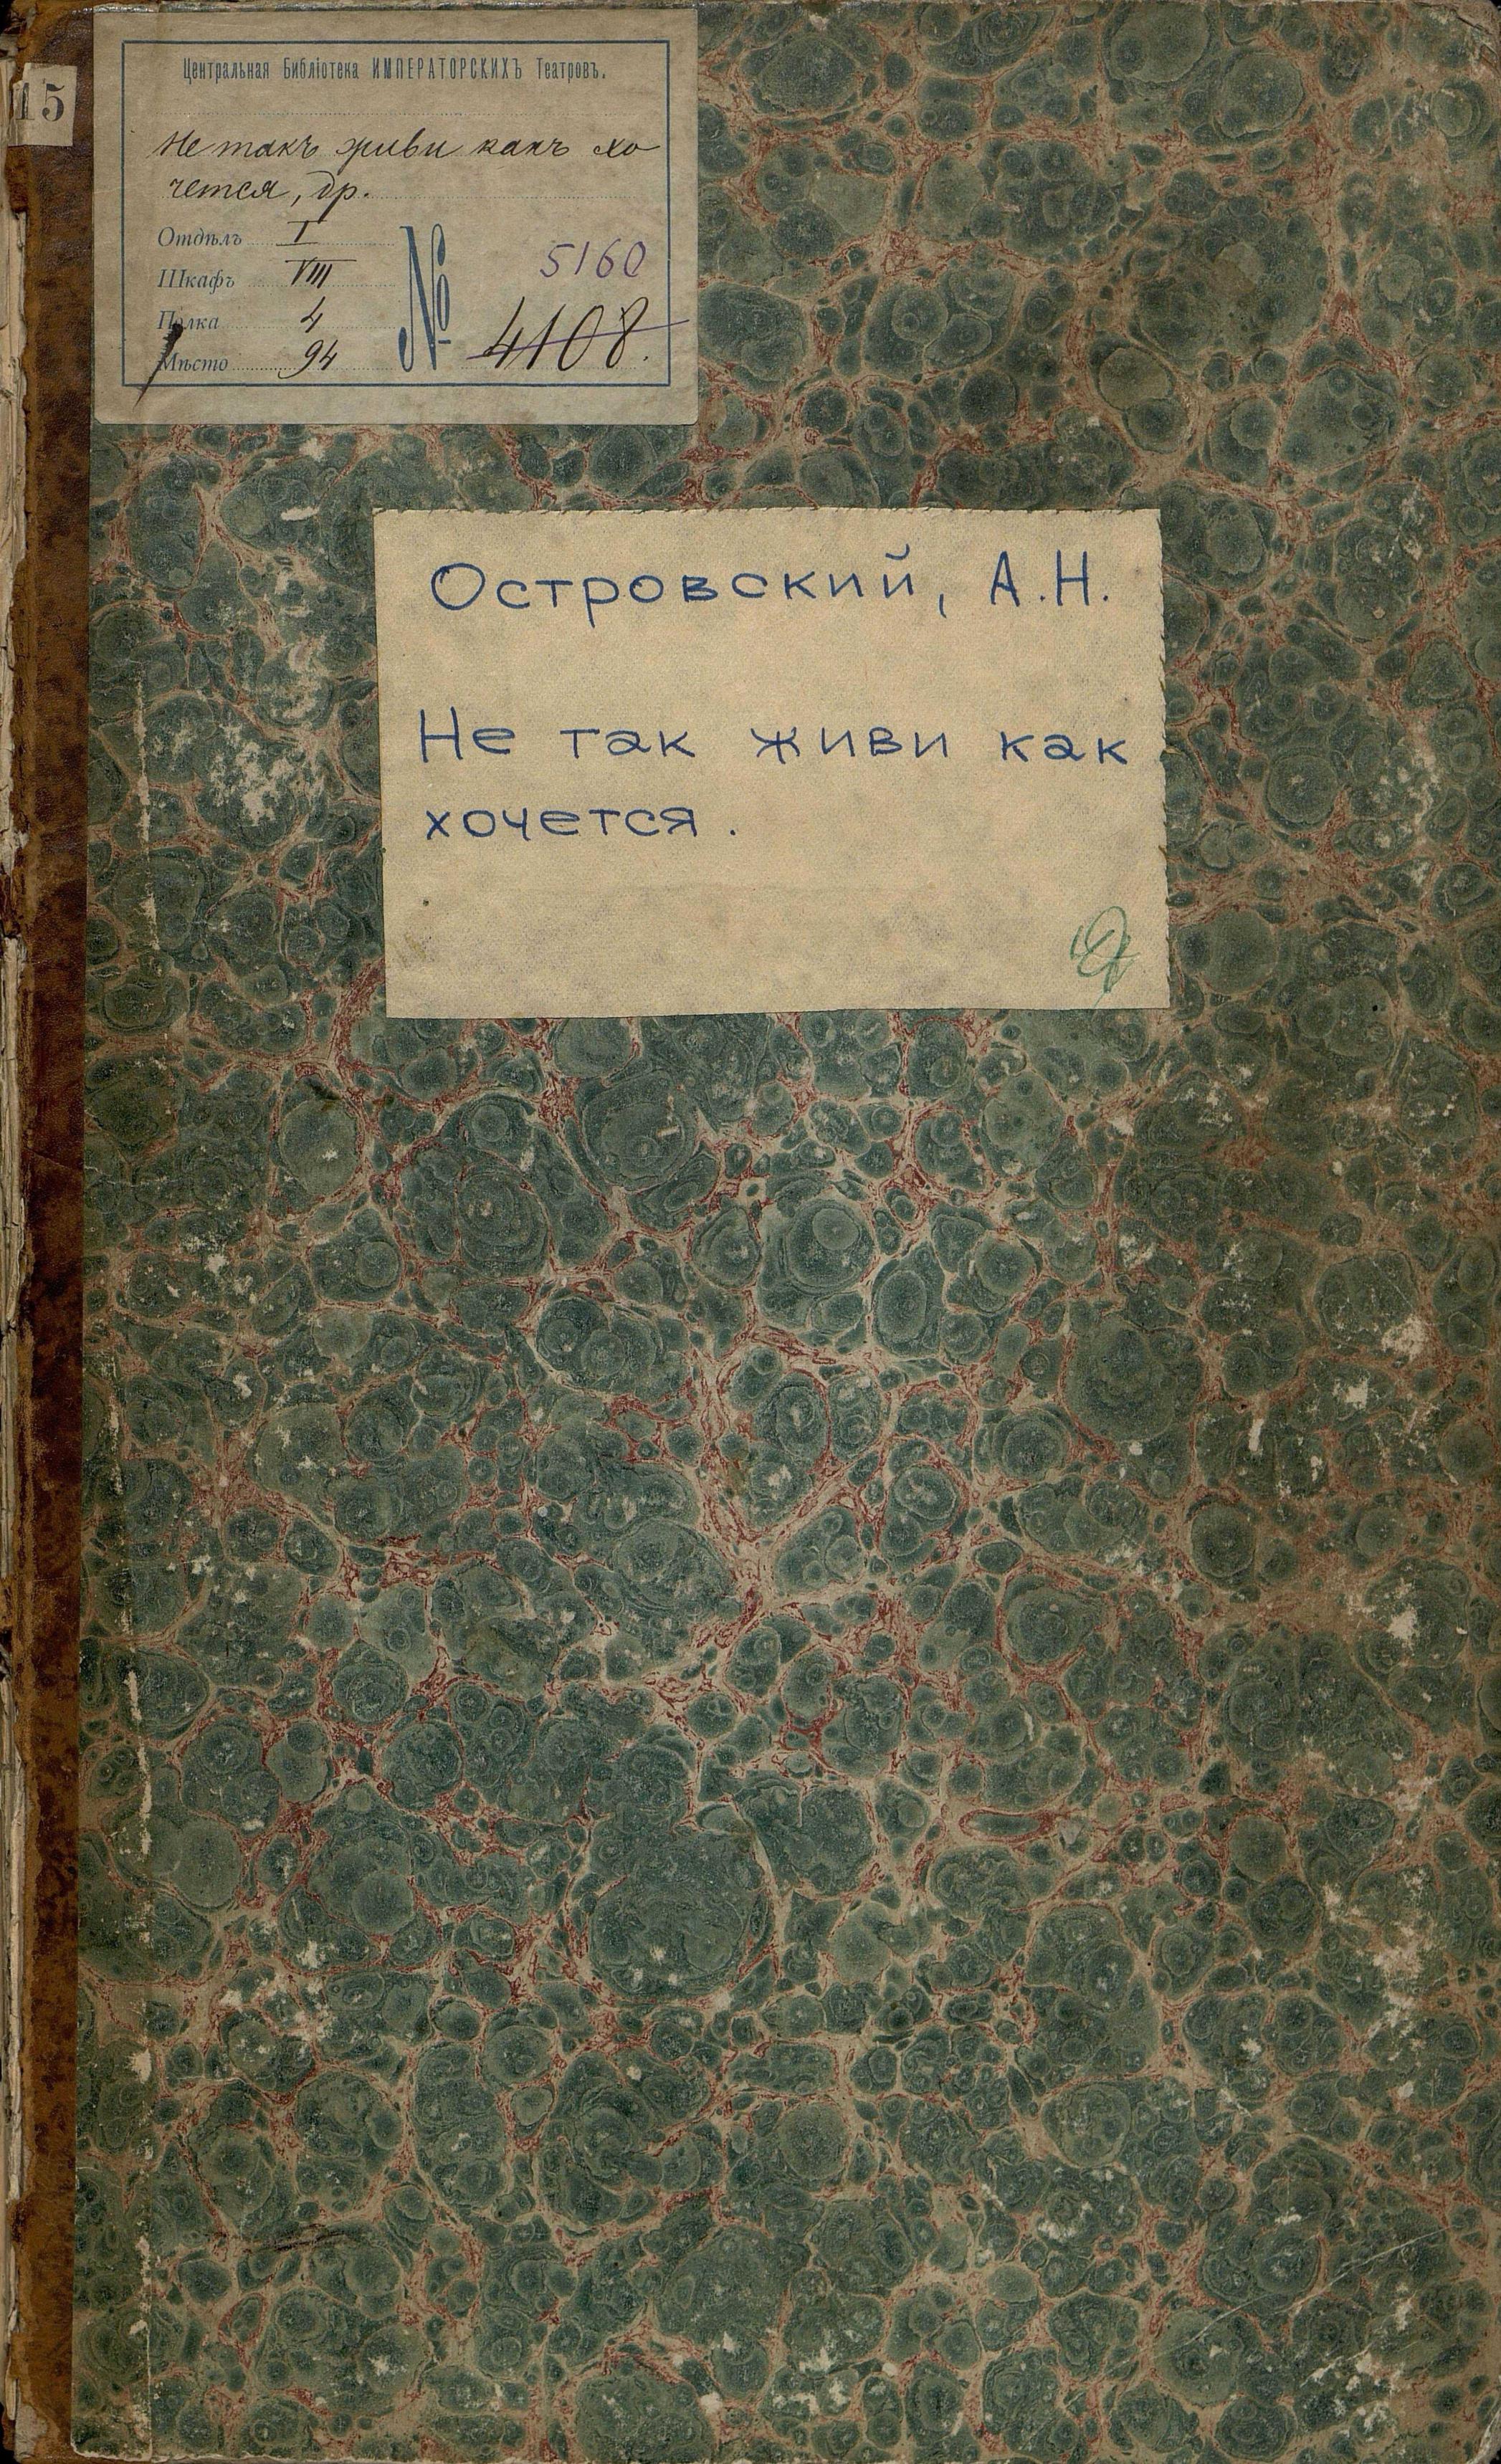 15
Центральная Библіотека ИМПЕРАТОРСКИХЪ Театровъ.
Не такъ живи какъ хо
чется, др.
Отдѣлъ I
Шкафъ VIII
Полка 4
Мѣсто 94
№ 5160
4108.
Островский, А.Н.
Не так живи как
хочется.